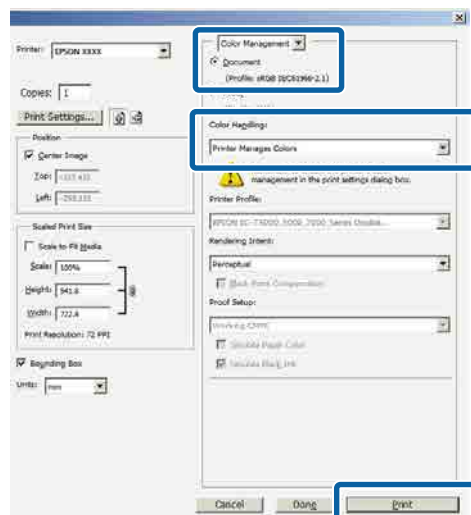 Printer: EPSON XXXX
Copies: 1
Print Settings...
Position
Center Image
Top:
Left:
Scaled Print Size
Scale to Fit Media
Scale: 100%
Height: 941.6
Width: 722.4
Print Resolution: 72 PPI
Bounding Box
Units: mm
Color Management
Document
(Profile: sRGB IEC61966-2.1)
Color Handling:
Printer Manages Colors
management in the print settings dialog box.
Printer Profile:
Rendering Intent:
Perceptual
Black Point Compensation
Proof Setup:
Working CMYK
Simulate Paper Color
Simulate Black Ink
Cancel
Done
Print